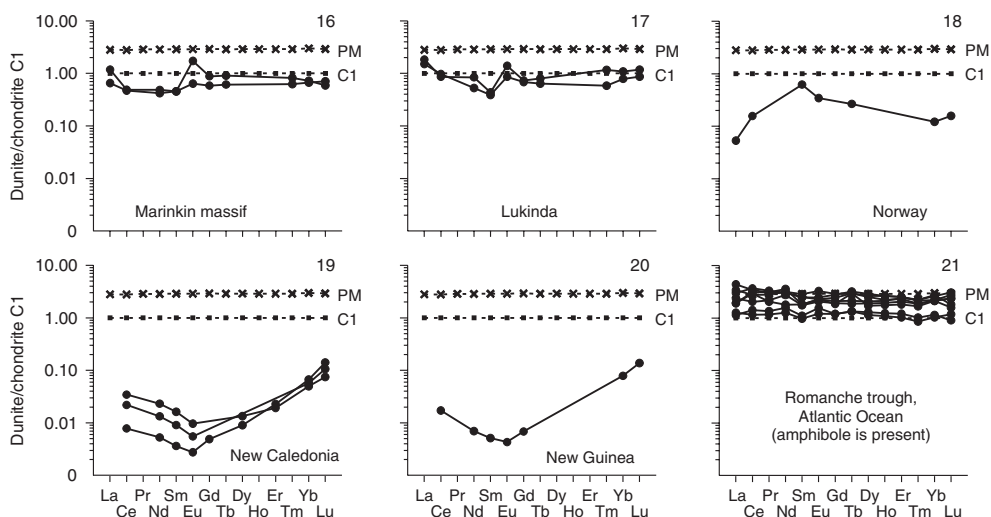 Dunite/chondrite C1
10.00
1.00
0.10
0.01
0
16
PM
C1
Marinkin massif
17
PM
C1
Lukinda
18
PM
C1
Norway
Dunite/chondrite C1
10.00
1.00
0.10
0.01
0
19
PM
C1
New Caledonia
20
PM
C1
New Guinea
21
PM
C1
Romanche trough,
Atlantic Ocean
(amphibole is present)
La Pr Sm Gd Dy Er Yb
Ce Nd Eu Tb Ho Tm Lu
La Pr Sm Gd Dy Er Yb
Ce Nd Eu Tb Ho Tm Lu
La Pr Sm Gd Dy Er Yb
Ce Nd Eu Tb Ho Tm Lu